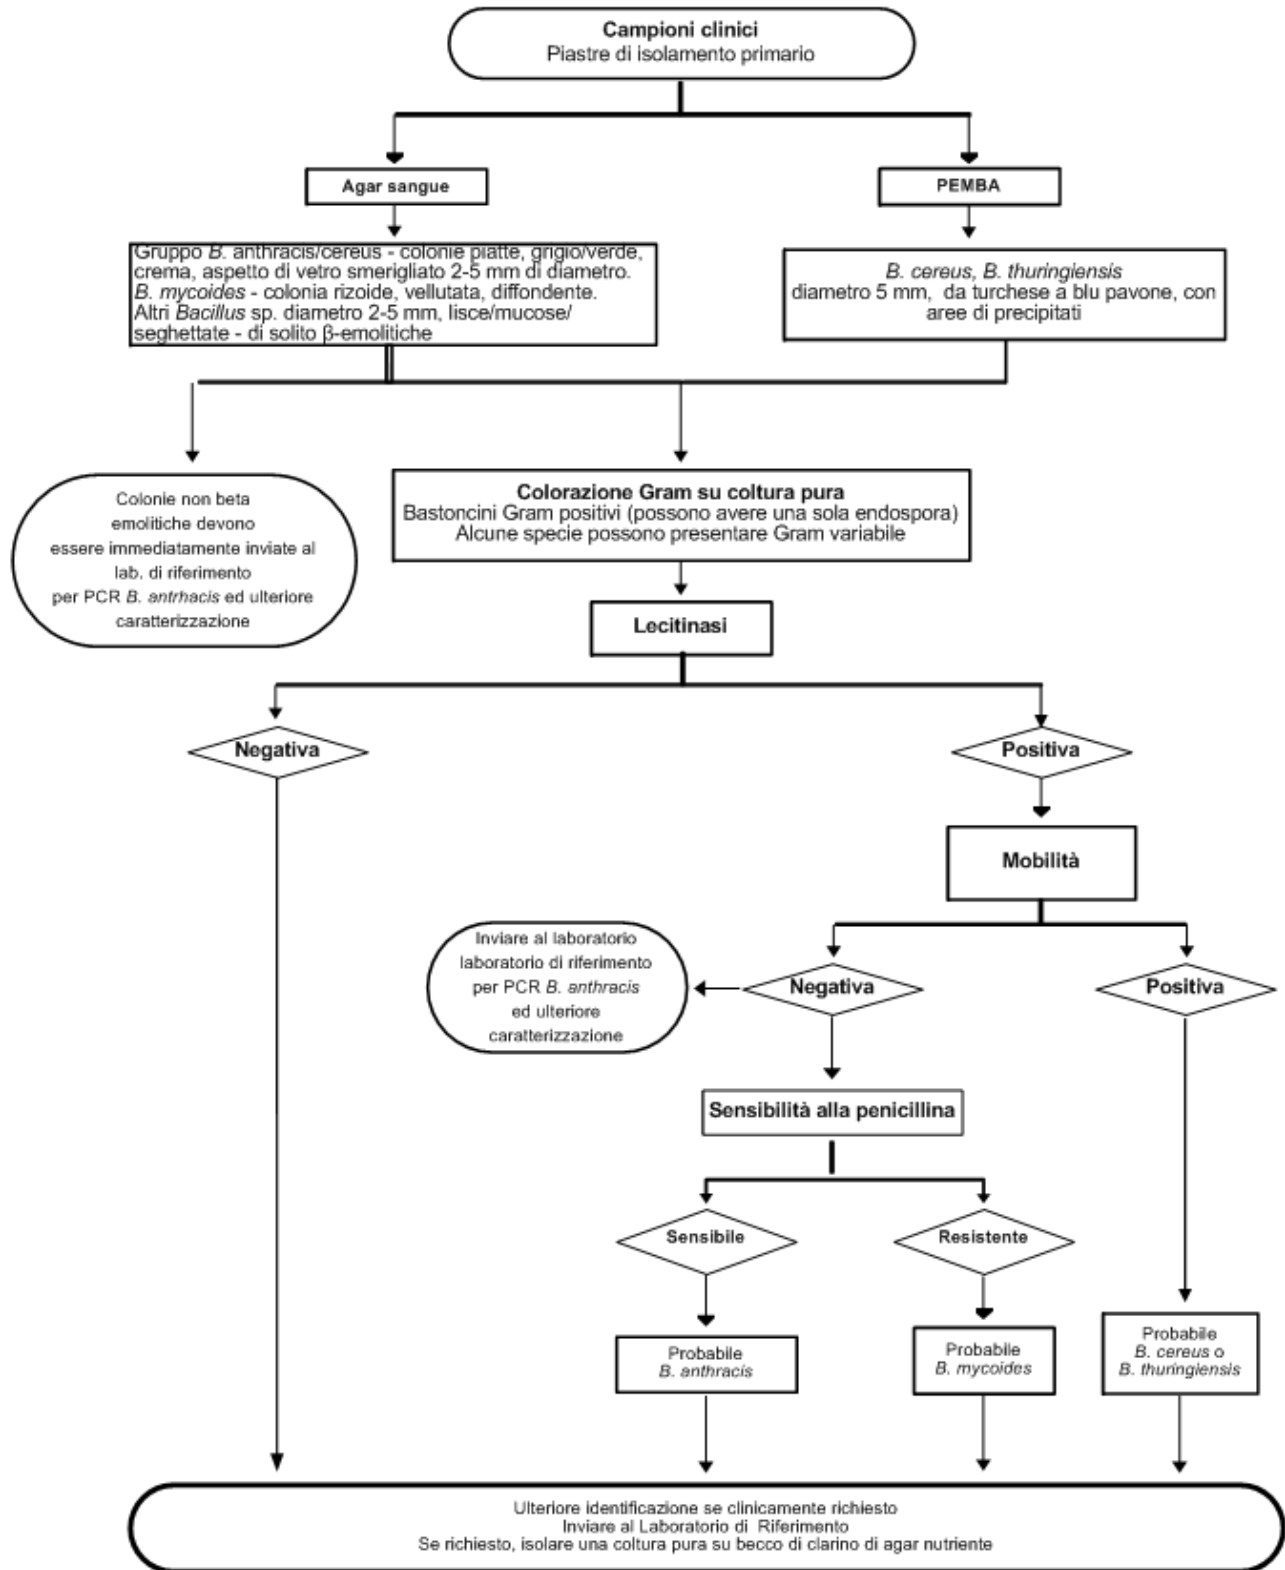 Campioni clinici
Piastre di isolamento primario
Agar sangue
PEMBA
Gruppo B. anthracis/cereus - colonie piatte, grigio/verde,
crema, aspetto di vetro smerigliato 2-5 mm di diametro.
B. mycoides - colonia rizoide, vellutata, diffondente.
Altri Bacillus sp. diametro 2-5 mm, lisce/mucose/
seghettate - di solito β-emolitiche
B. cereus, B. thuringiensis
diametro 5 mm, da turchese a blu pavone, con
aree di precipitati
Colonie non beta
emolitiche devono
essere immediatamente inviate al
lab. di riferimento
per PCR B. antrhacis ed ulteriore
caratterizzazione
Colorazione Gram su coltura pura
Bastoncini Gram positivi (possono avere una sola endospora)
Alcune specie possono presentare Gram variabile
Lecitinasi
Negativa
Positiva
Mobilità
Inviare al laboratorio
laboratorio di riferimento
per PCR B. anthracis
ed ulteriore
caratterizzazione
Negativa
Positiva
Sensibilità alla penicillina
Sensibile
Resistente
Probabile
B. anthracis
Probabile
B. mycoides
Probabile
B. cereus o
B. thuringiensis
Ulteriore identificazione se clinicamente richiesto
Inviare al Laboratorio di Riferimento
Se richiesto, isolare una coltura pura su becco di clarino di agar nutriente